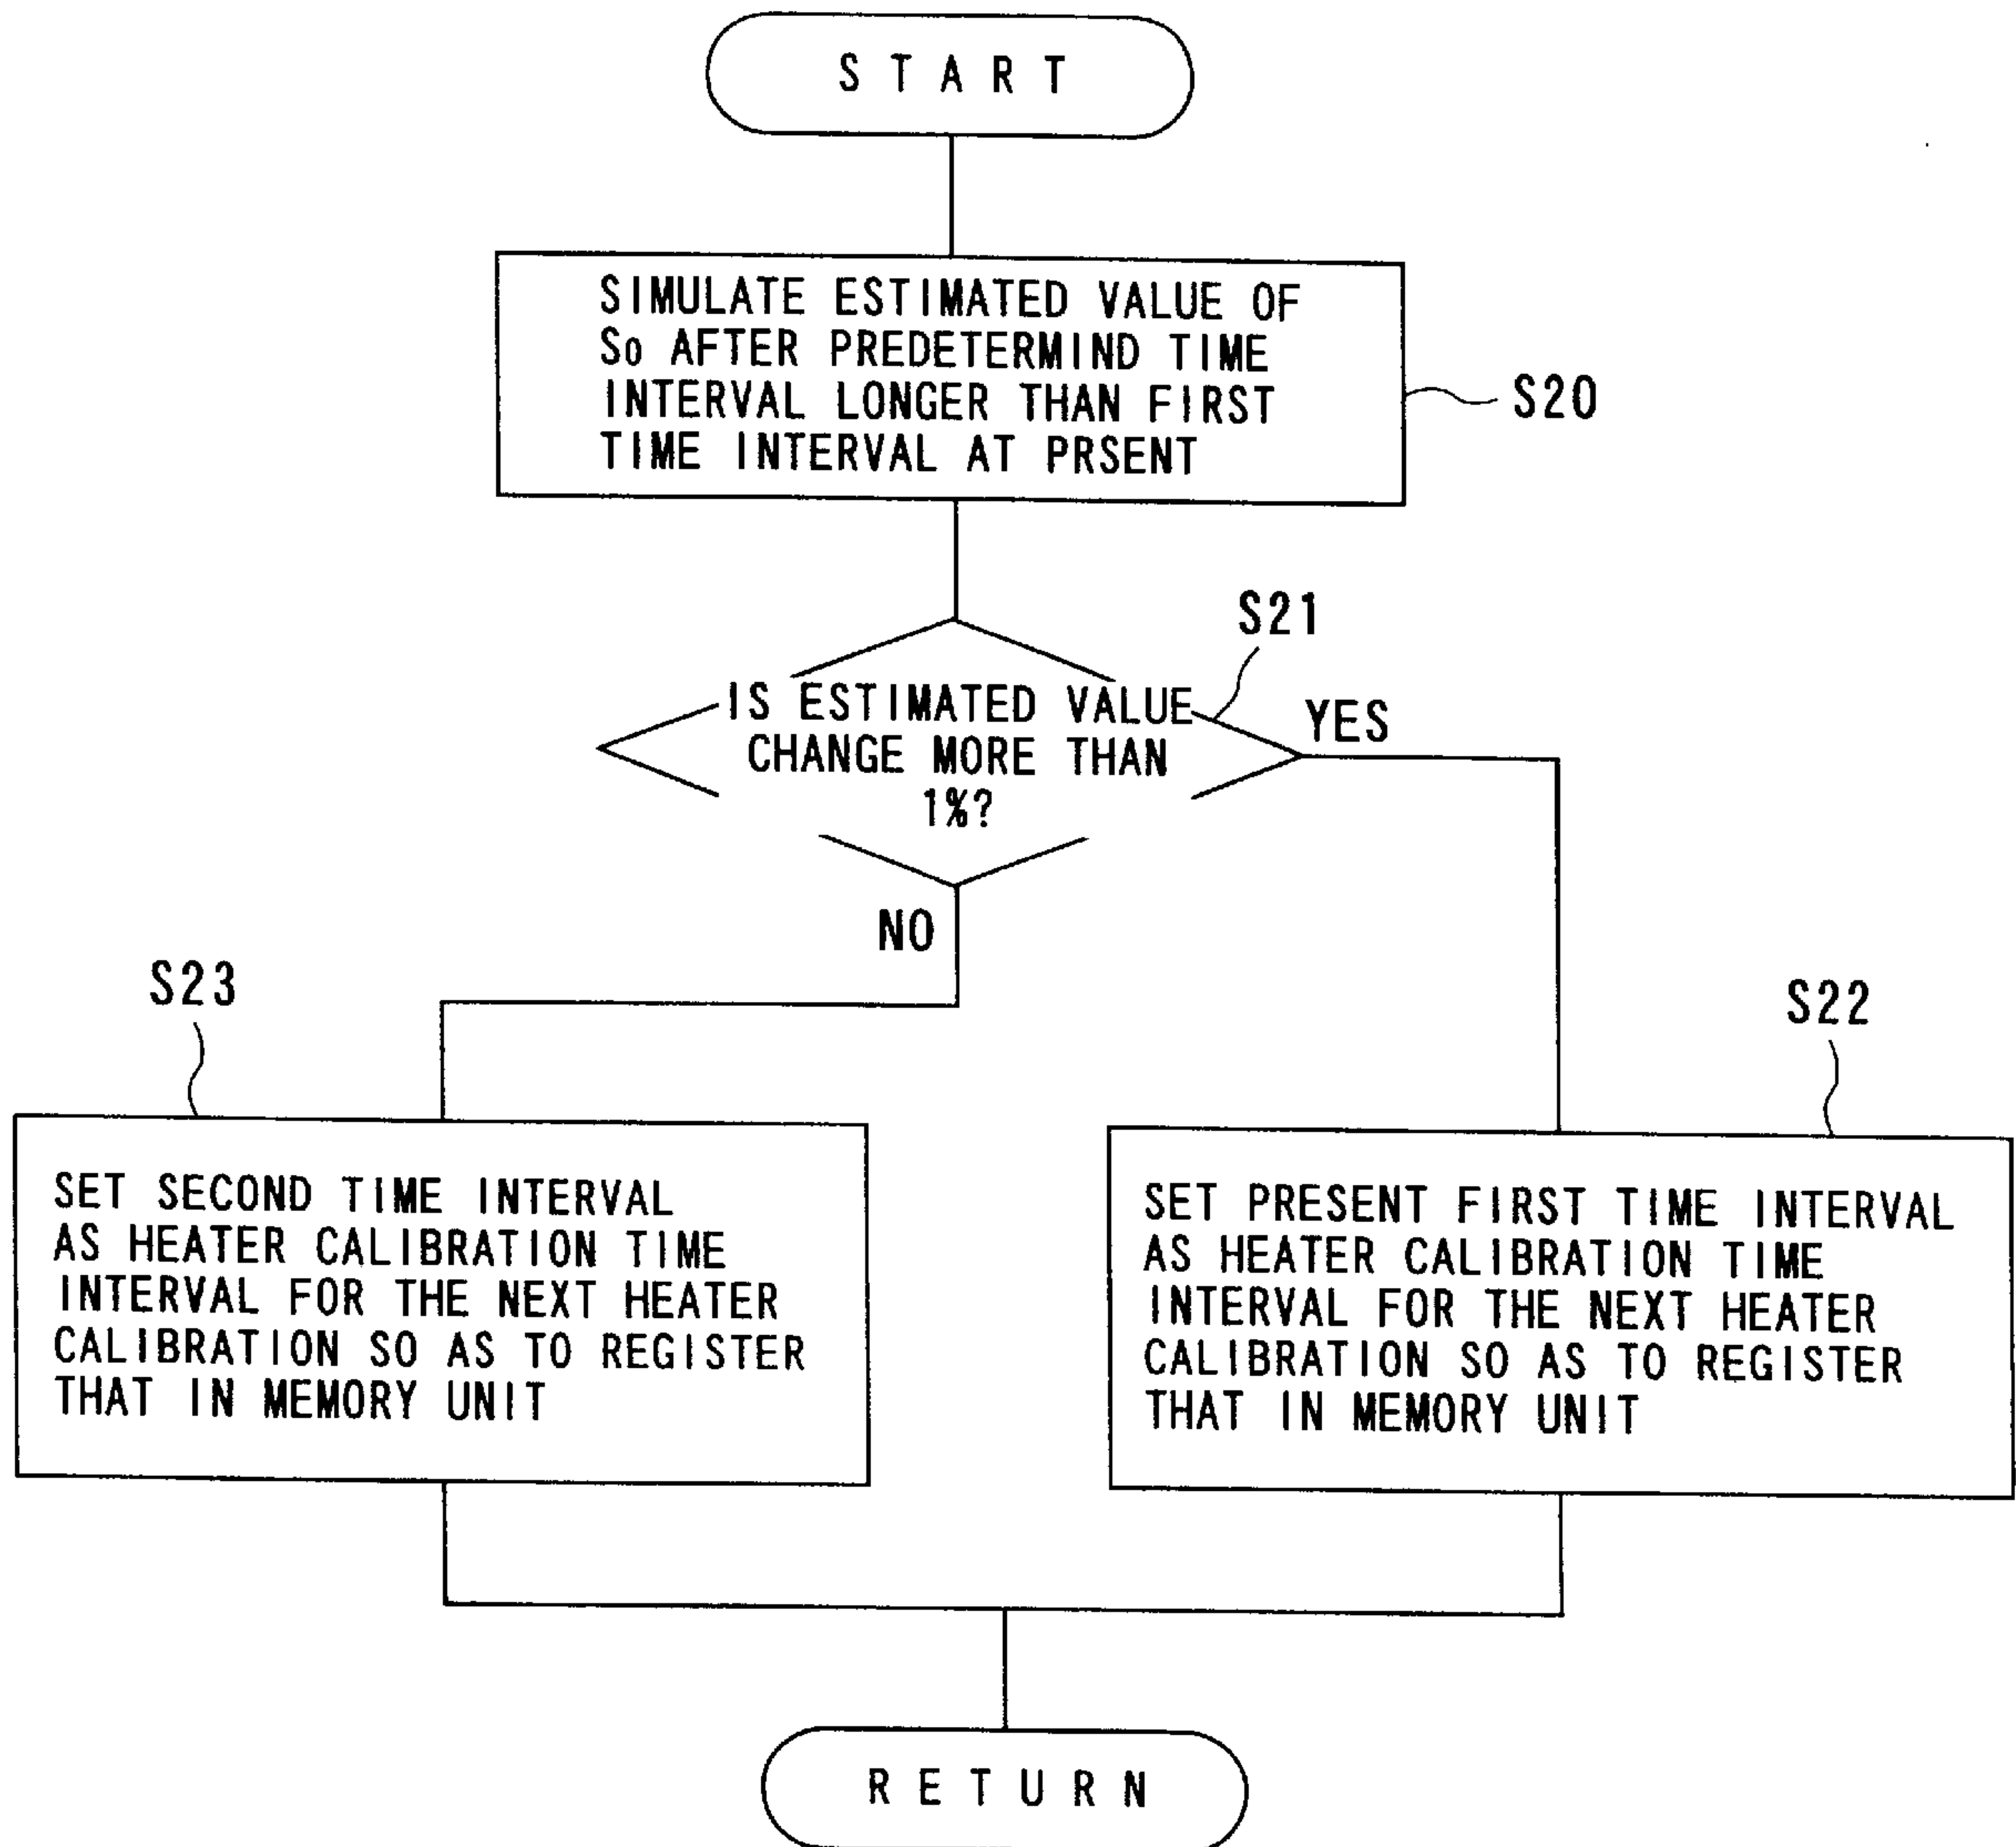 START
SIMULATE ESTIMATED VALUE OF
S0 AFTER PREDETERMIND TIME
INTERVAL LONGER THAN FIRST
TIME INTERVAL AT PRSENT
S20
S21
IS ESTIMATED VALUE
CHANGE MORE THAN
1%?
YES
NO
S23
SET SECOND TIME INTERVAL
AS HEATER CALIBRATION TIME
INTERVAL FOR THE NEXT HEATER
CALIBRATION SO AS TO REGISTER
THAT IN MEMORY UNIT
S22
SET PRESENT FIRST TIME INTERVAL
AS HEATER CALIBRATION TIME
INTERVAL FOR THE NEXT HEATER
CALIBRATION SO AS TO REGISTER
THAT IN MEMORY UNIT
RETURN